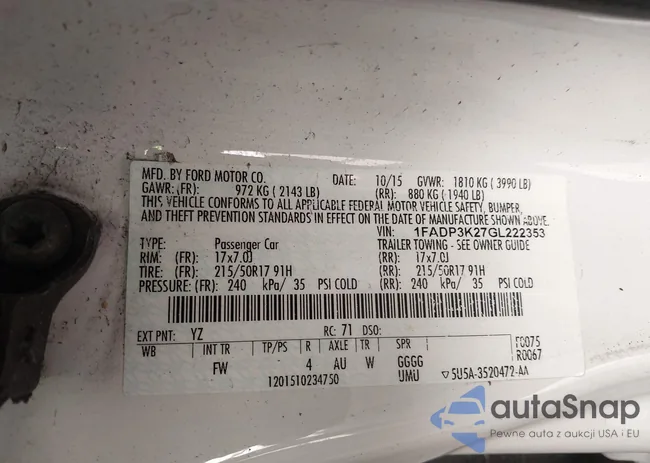 MFD. BY FORD MOTOR CO. DATE: 10/15 GVWR: 1810 KG ( 3990 LB)
GAWR: (FR): 972 KG ( 2143 LB) (RR): 880 KG ( 1940 LB)
THIS VEHICLE CONFORMS TO ALL APPLICABLE FEDERAL MOTOR VEHICLE SAFETY, BUMPER,
AND THEFT PREVENTION STANDARDS IN EFFECT ON THE DATE OF MANUFACTURE SHOWN ABOVE.
VIN: 1FADP3K27GL222353
TYPE: Passenger Car TRAILER TOWING - SEE OWNER GUIDE
RIM: (FR): 17x7.0J (RR): 17x7.0J
TIRE: (FR): 215/50R17 91H (RR): 215/50R17 91H
PRESSURE: (FR): 240 kPa/ 35 PSI COLD (RR): 240 kPa/ 35 PSI COLD
EXT PNT: YZ RC: 71 DSO: F0075
WB INT TR TP/PS R AXLE TR SPR R0067
FW 4 AU W GGGG
1201510234750 UMU ▽5U5A-3520472-AA
autaSnap
Pewne auta z aukcji USA i EU